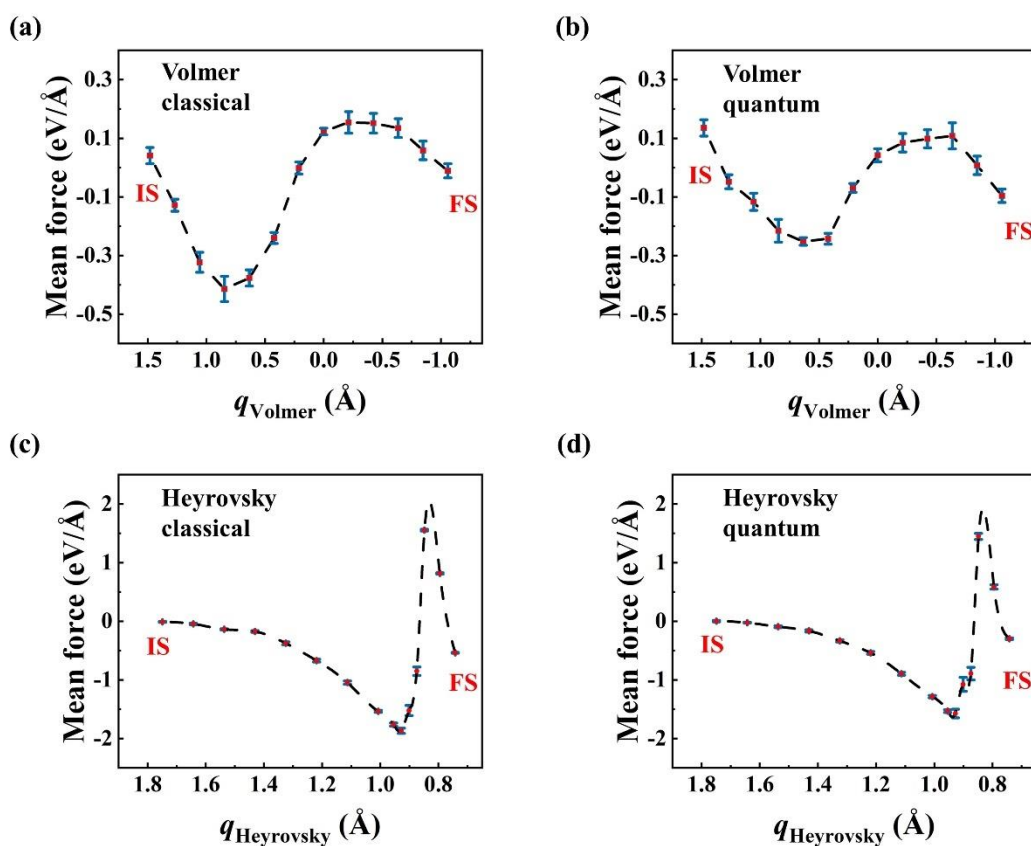 (a)
Mean force (eV/Å)
0.3
0.1
-0.1
-0.3
-0.5
Volmer
classical
IS
FS
1.5 1.0 0.5 0.0 -0.5 -1.0
qVolmer (Å)
(b)
Mean force (eV/Å)
0.3
0.1
-0.1
-0.3
-0.5
Volmer
quantum
IS
FS
1.5 1.0 0.5 0.0 -0.5 -1.0
qVolmer (Å)
(c)
Mean force (eV/Å)
2
1
0
-1
-2
Heyrovsky
classical
IS
FS
1.8 1.6 1.4 1.2 1.0 0.8
qHeyrovsky (Å)
(d)
Mean force (eV/Å)
2
1
0
-1
-2
Heyrovsky
quantum
IS
FS
1.8 1.6 1.4 1.2 1.0 0.8
qHeyrovsky (Å)